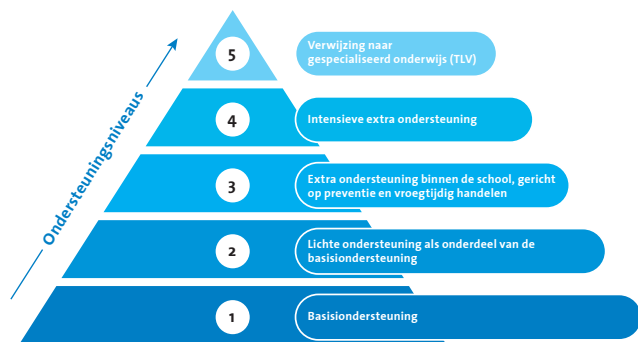 Ondersteuningsniveaus
5
Verwijzing naar
gespecialiseerd onderwijs (TLV)
4
Intensieve extra ondersteuning
3
Extra ondersteuning binnen de school, gericht
op preventie en vroegtijdig handelen
2
Lichte ondersteuning als onderdeel van de
basisondersteuning
1
Basisondersteuning